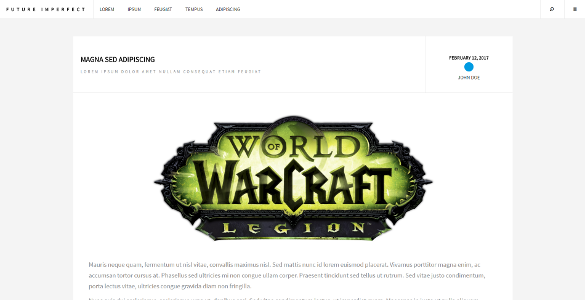 FUTURE IMPERFECT
LOREM IPSUM FEUGIAT TEMPUS ADIPISCING
MAGNA SED ADIPISCING
LOREM IPSUM DOLOR AMET NULLAM CONSEQUAT ETIAM FEUGIAT
FEBRUARY 12, 2017
JOHN DOE
WORLD
OF
WARCRAFT
LEGION
Mauris neque quam, fermentum ut nisl vitae, convallis maximus nisl. Sed mattis nunc id lorem euismod placerat. Vivamus porttitor magna enim, ac
accumsan tortor cursus at. Phasellus sed ultricies mi non congue ullam corper. Praesent tincidunt sed tellus ut rutrum. Sed vitae justo condimentum,
porta lectus vitae, ultricies congue gravida diam non fringilla.